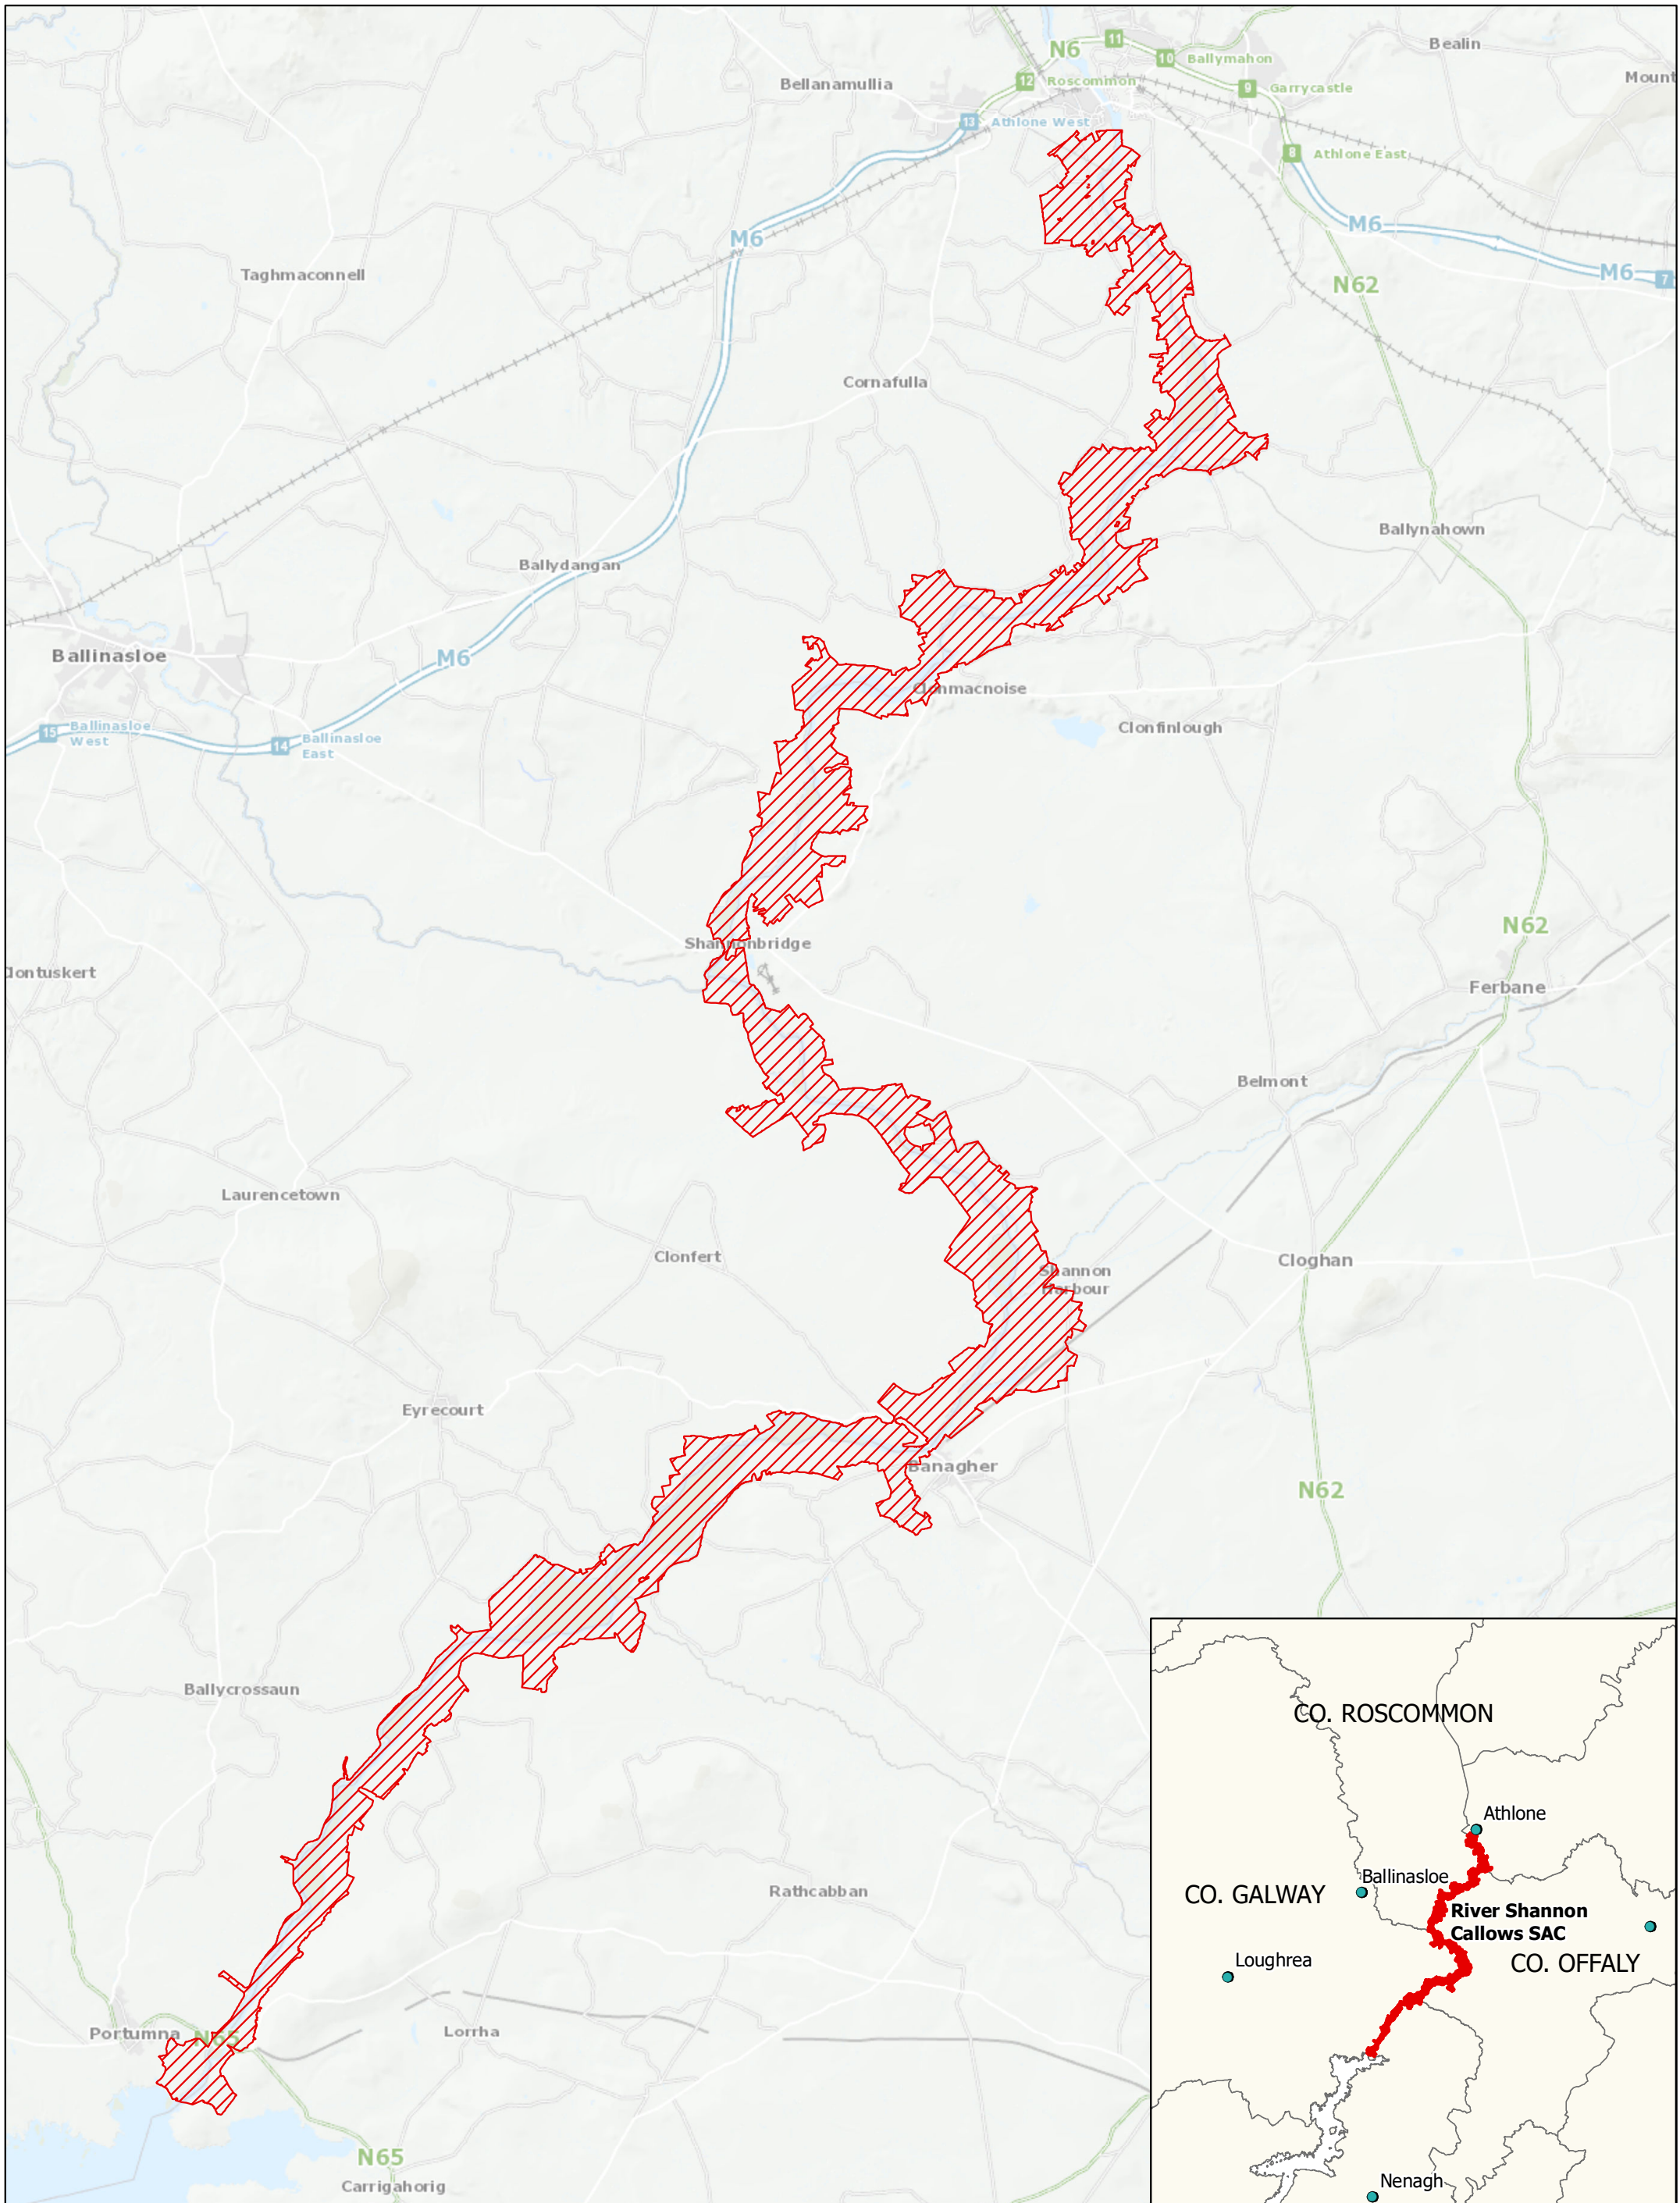 N6
11
10
Ballymahon
12
Roscommon
9
Garrycastle
Bealin
Mount
Bellanamullia
13
Athlone West
8
Athlone East
M6
M6
M6
7
Taghmaconnell
N62
Cornafulla
Ballynahown
Ballydangan
Ballinasloe
M6
Clonmacnoise
Clonfinlough
15
Ballinasloe
West
14
Ballinasloe
East
N62
Shannonbridge
lontuskert
Ferbane
Belmont
Laurencetown
Clonfert
Shannon
Harbour
Cloghan
Eyrecourt
Banagher
N62
Ballycrossaun
Rathcabban
Portumna
N65
Lorrha
N65
Carrigahorig
CO. ROSCOMMON
Athlone
Ballinasloe
CO. GALWAY
River Shannon
Callows SAC
Loughrea
CO. OFFALY
Nenagh